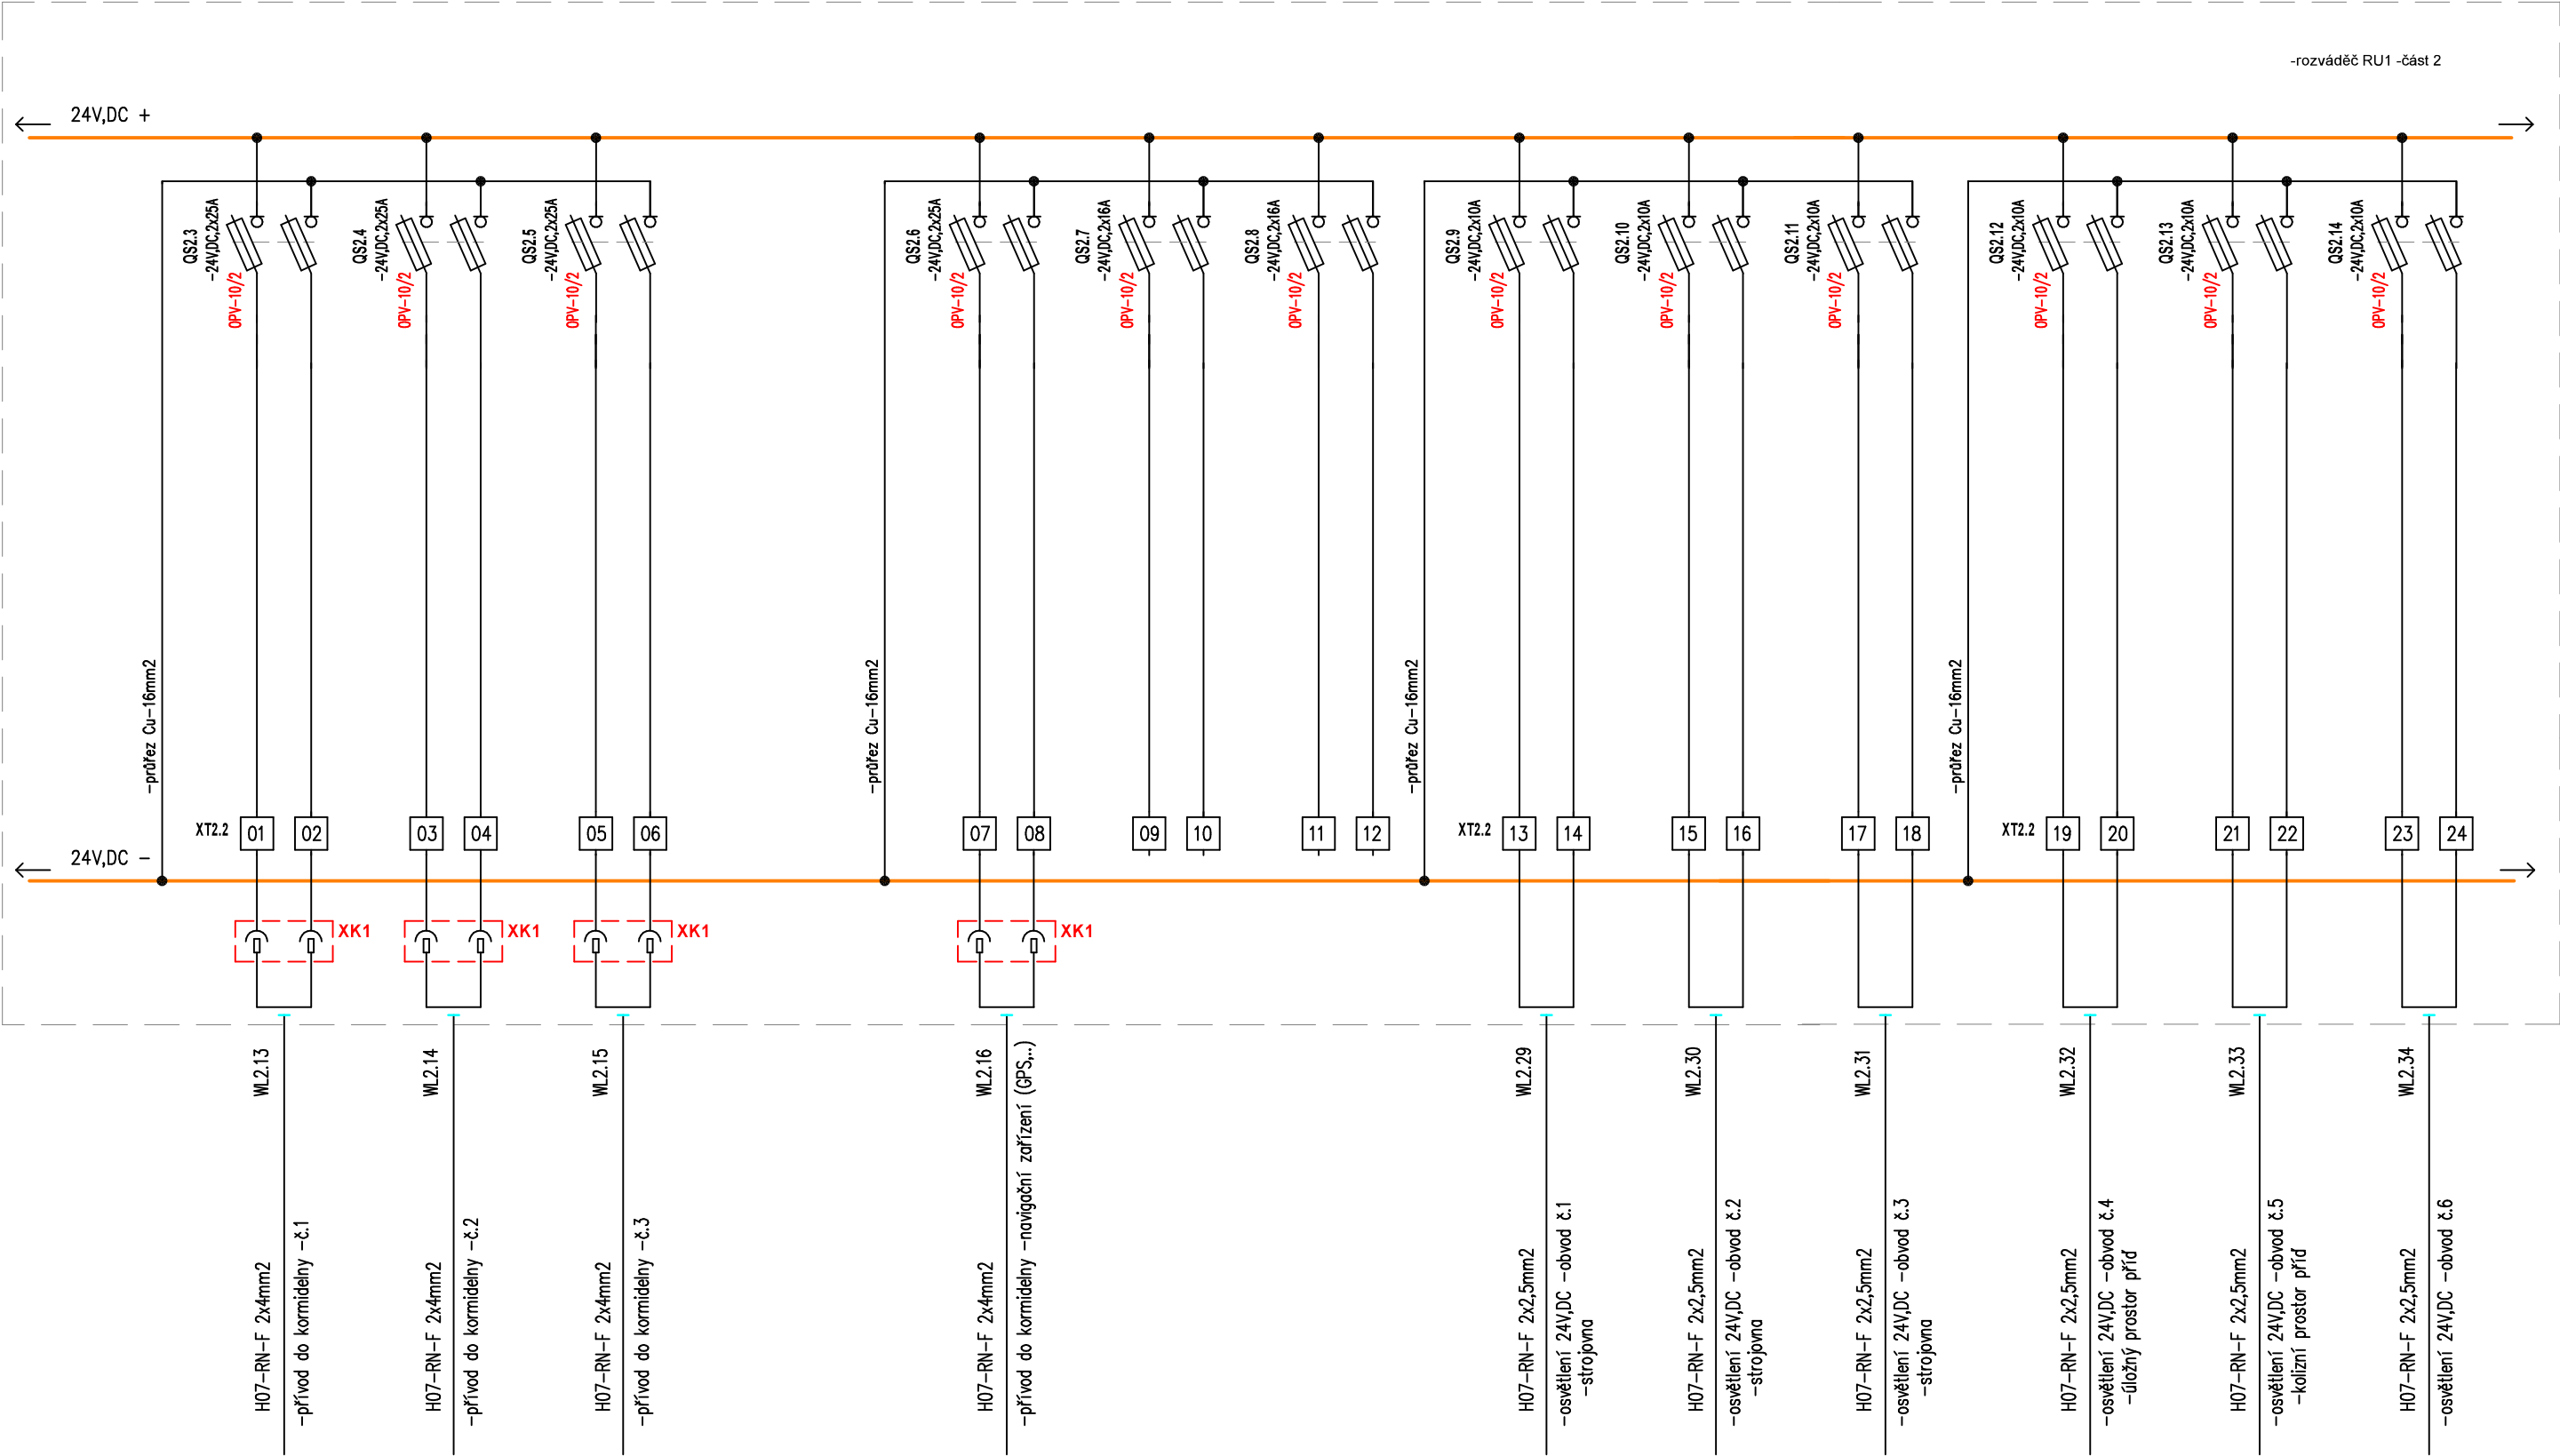 -rozváděč RU1 -část 2
24V,DC +
QS2.3
-24V,DC,2x25A
OPV-10/2
QS2.4
-24V,DC,2x25A
OPV-10/2
QS2.5
-24V,DC,2x25A
OPV-10/2
QS2.6
-24V,DC,2x25A
OPV-10/2
QS2.7
-24V,DC,2x16A
OPV-10/2
QS2.8
-24V,DC,2x16A
OPV-10/2
QS2.9
-24V,DC,2x10A
OPV-10/2
QS2.10
-24V,DC,2x10A
OPV-10/2
QS2.11
-24V,DC,2x10A
OPV-10/2
QS2.12
-24V,DC,2x10A
OPV-10/2
QS2.13
-24V,DC,2x10A
OPV-10/2
QS2.14
-24V,DC,2x10A
OPV-10/2
-průřez Cu-16mm2
-průřez Cu-16mm2
-průřez Cu-16mm2
-průřez Cu-16mm2
XT2.2 01 02 03 04 05 06 07 08 09 10 11 12
XT2.2 13 14 15 16 17 18
XT2.2 19 20 21 22 23 24
24V,DC -
XK1
XK1
XK1
XK1
WL2.13
H07-RN-F 2x4mm2
-přívod do kormidelny -č.1
WL2.14
H07-RN-F 2x4mm2
-přívod do kormidelny -č.2
WL2.15
H07-RN-F 2x4mm2
-přívod do kormidelny -č.3
WL2.16
H07-RN-F 2x4mm2
-přívod do kormidelny -navigační zařízení (GPS,..)
WL2.29
H07-RN-F 2x2,5mm2
-osvětlení 24V,DC -obvod č.1
-strojovna
WL2.30
H07-RN-F 2x2,5mm2
-osvětlení 24V,DC -obvod č.2
-strojovna
WL2.31
H07-RN-F 2x2,5mm2
-osvětlení 24V,DC -obvod č.3
-strojovna
WL2.32
H07-RN-F 2x2,5mm2
-osvětlení 24V,DC -obvod č.4
-úložný prostor příď
WL2.33
H07-RN-F 2x2,5mm2
-osvětlení 24V,DC -obvod č.5
-kolizní prostor příď
WL2.34
H07-RN-F 2x2,5mm2
-osvětlení 24V,DC -obvod č.6